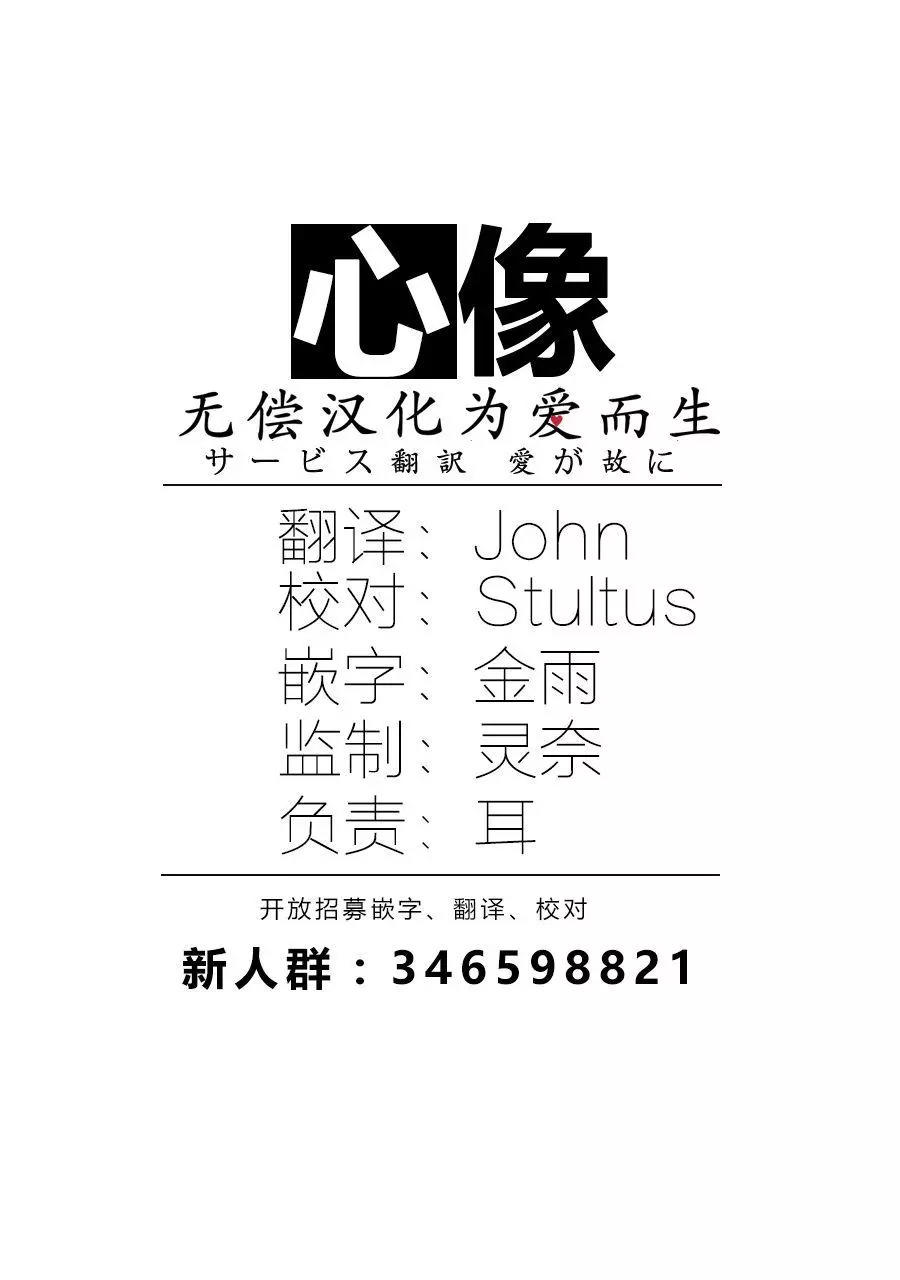 心像
无偿汉化为爱而生
サービス翻訳 愛が故に
翻译：John
校对：Stultus
嵌字：金雨
监制：灵奈
负责：耳
开放招募嵌字、翻译、校对
新人群：346598821